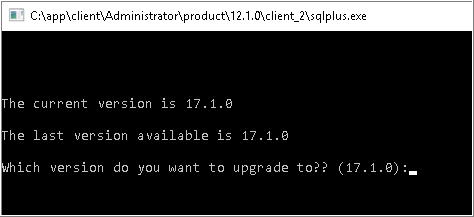 C:\app\client\Administrator\product\12.1.0\client_2\sqlplus.exe
The current version is 17.1.0
The last version available is 17.1.0
Which version do you want to upgrade to?? (17.1.0):